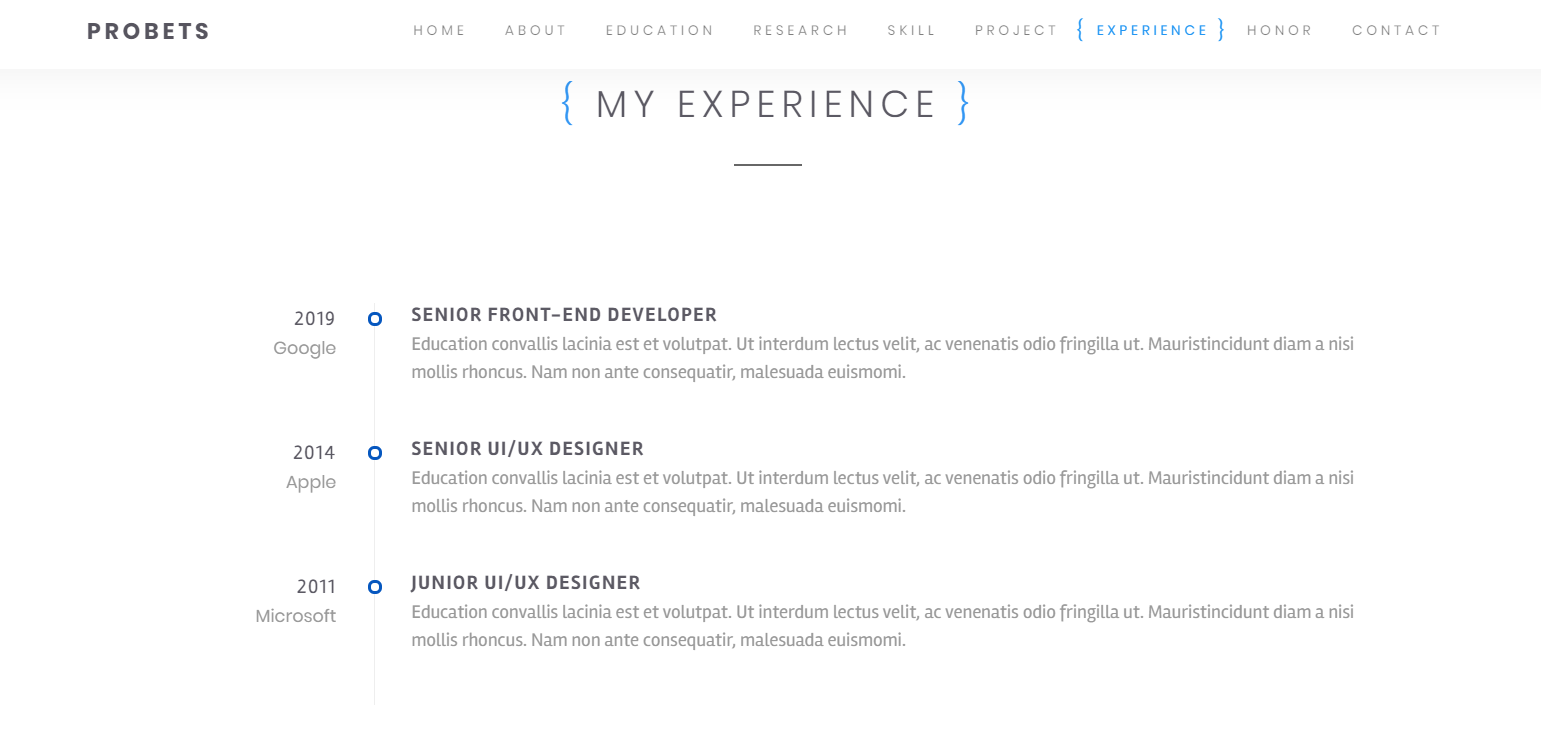 PROBETS HOME ABOUT EDUCATION RESEARCH SKILL PROJECT { EXPERIENCE } HONOR CONTACT
{ MY EXPERIENCE }
2019
Google
SENIOR FRONT-END DEVELOPER
Education convallis lacinia est et volutpat. Ut interdum lectus velit, ac venenatis odio fringilla ut. Mauristincidunt diam a nisi
mollis rhoncus. Nam non ante consequatir, malesuada euismomi.
2014
Apple
SENIOR UI/UX DESIGNER
Education convallis lacinia est et volutpat. Ut interdum lectus velit, ac venenatis odio fringilla ut. Mauristincidunt diam a nisi
mollis rhoncus. Nam non ante consequatir, malesuada euismomi.
2011
Microsoft
JUNIOR UI/UX DESIGNER
Education convallis lacinia est et volutpat. Ut interdum lectus velit, ac venenatis odio fringilla ut. Mauristincidunt diam a nisi
mollis rhoncus. Nam non ante consequatir, malesuada euismomi.